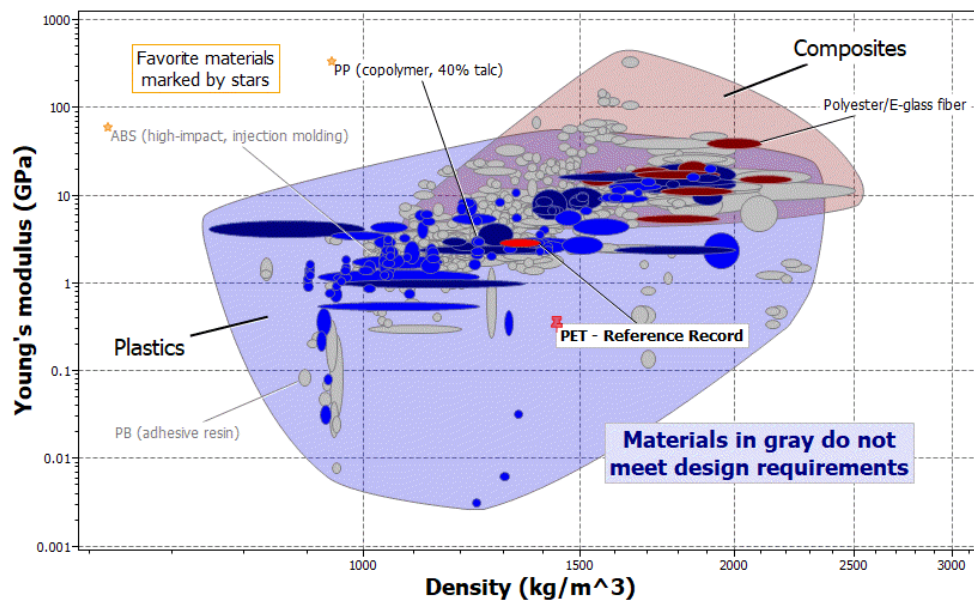 1000
100
10
1
0.1
0.01
0.001
Young's modulus (GPa)
Favorite materials
marked by stars
PP (copolymer, 40% talc)
ABS (high-impact, injection molding)
Composites
Polyester/E-glass fiber
Plastics
PET - Reference Record
PB (adhesive resin)
Materials in gray do not
meet design requirements
1000
1500
2000
2500
3000
Density (kg/m^3)